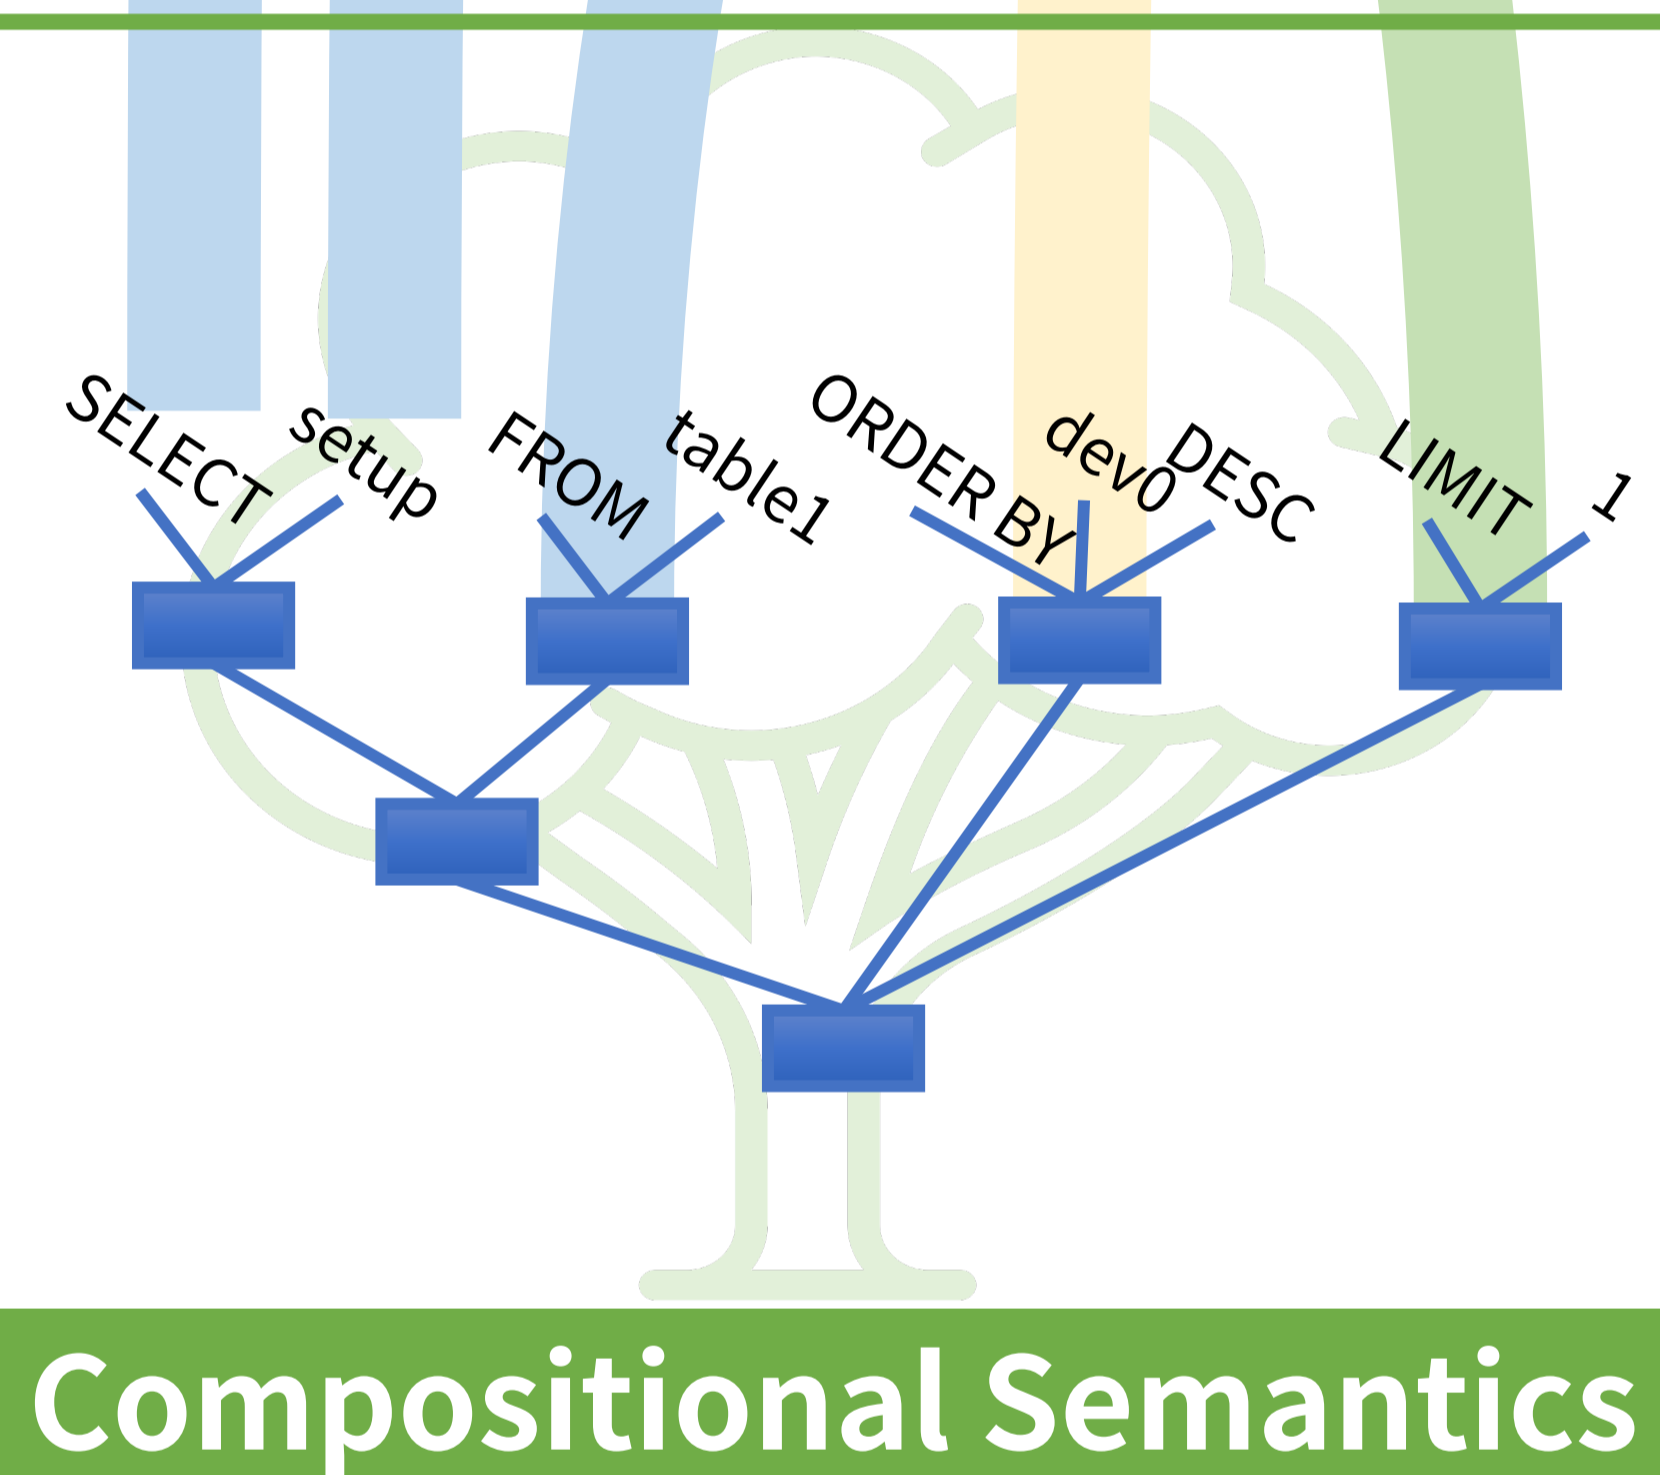 SELECT
setup
FROM
table1
ORDER BY
dev0
DESC
LIMIT
1
Compositional Semantics